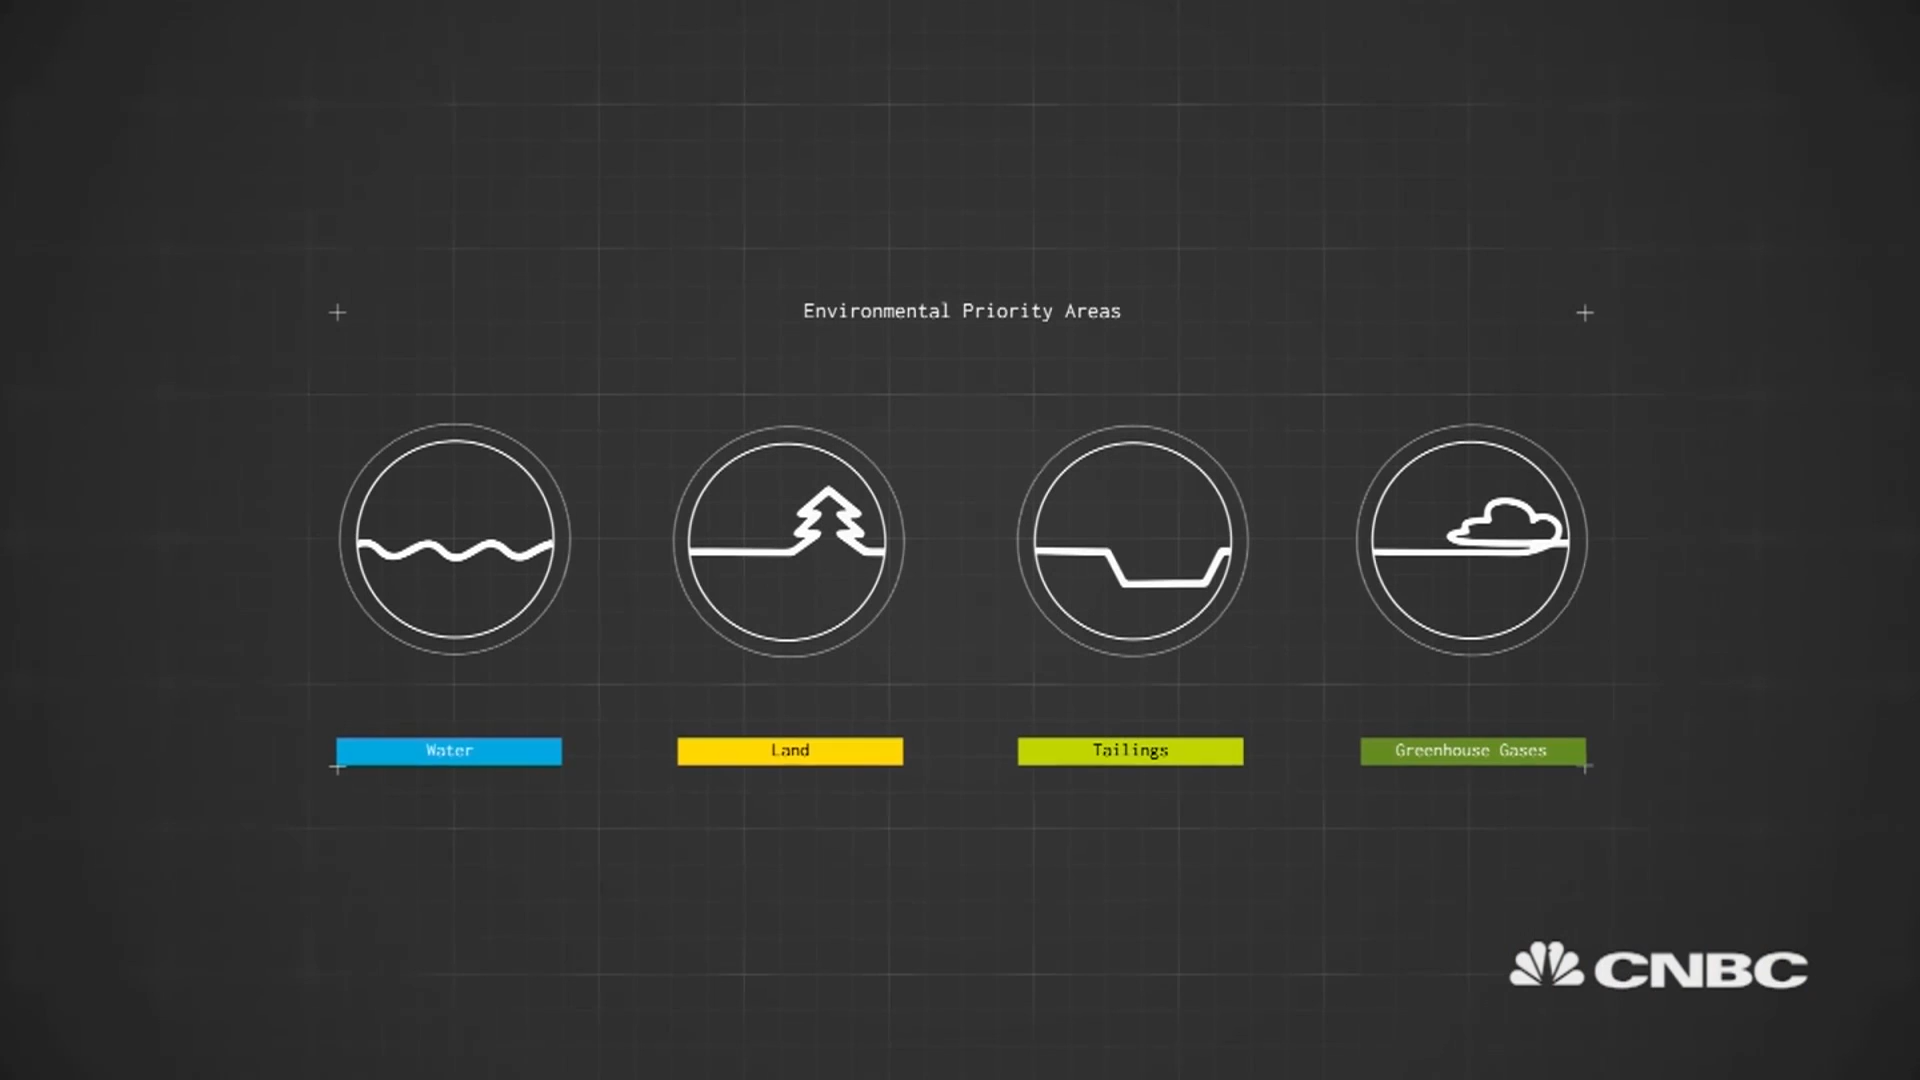 Environmental Priority Areas
Water
Land
Tailings
Greenhouse Gases
CNBC